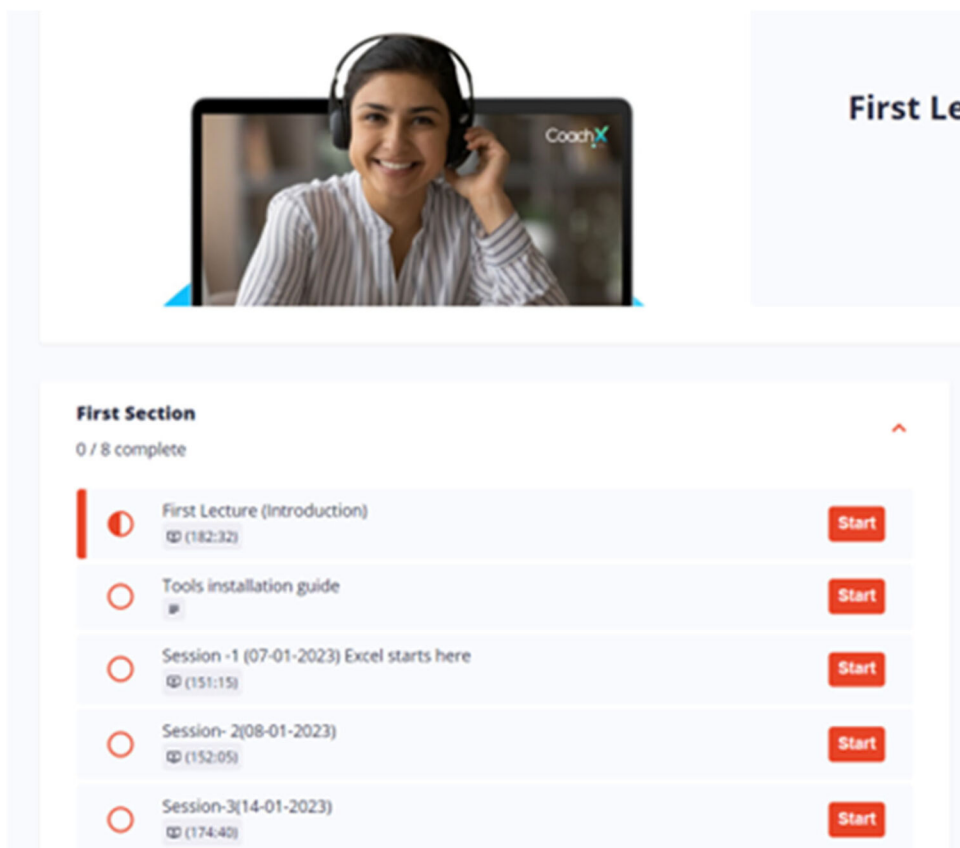 CoachX
First Le
First Section
0 / 8 complete
First Lecture (Introduction)
(182:32)
Start
Tools installation guide
Start
Session -1 (07-01-2023) Excel starts here
(151:15)
Start
Session- 2(08-01-2023)
(152:05)
Start
Session-3(14-01-2023)
(174:40)
Start